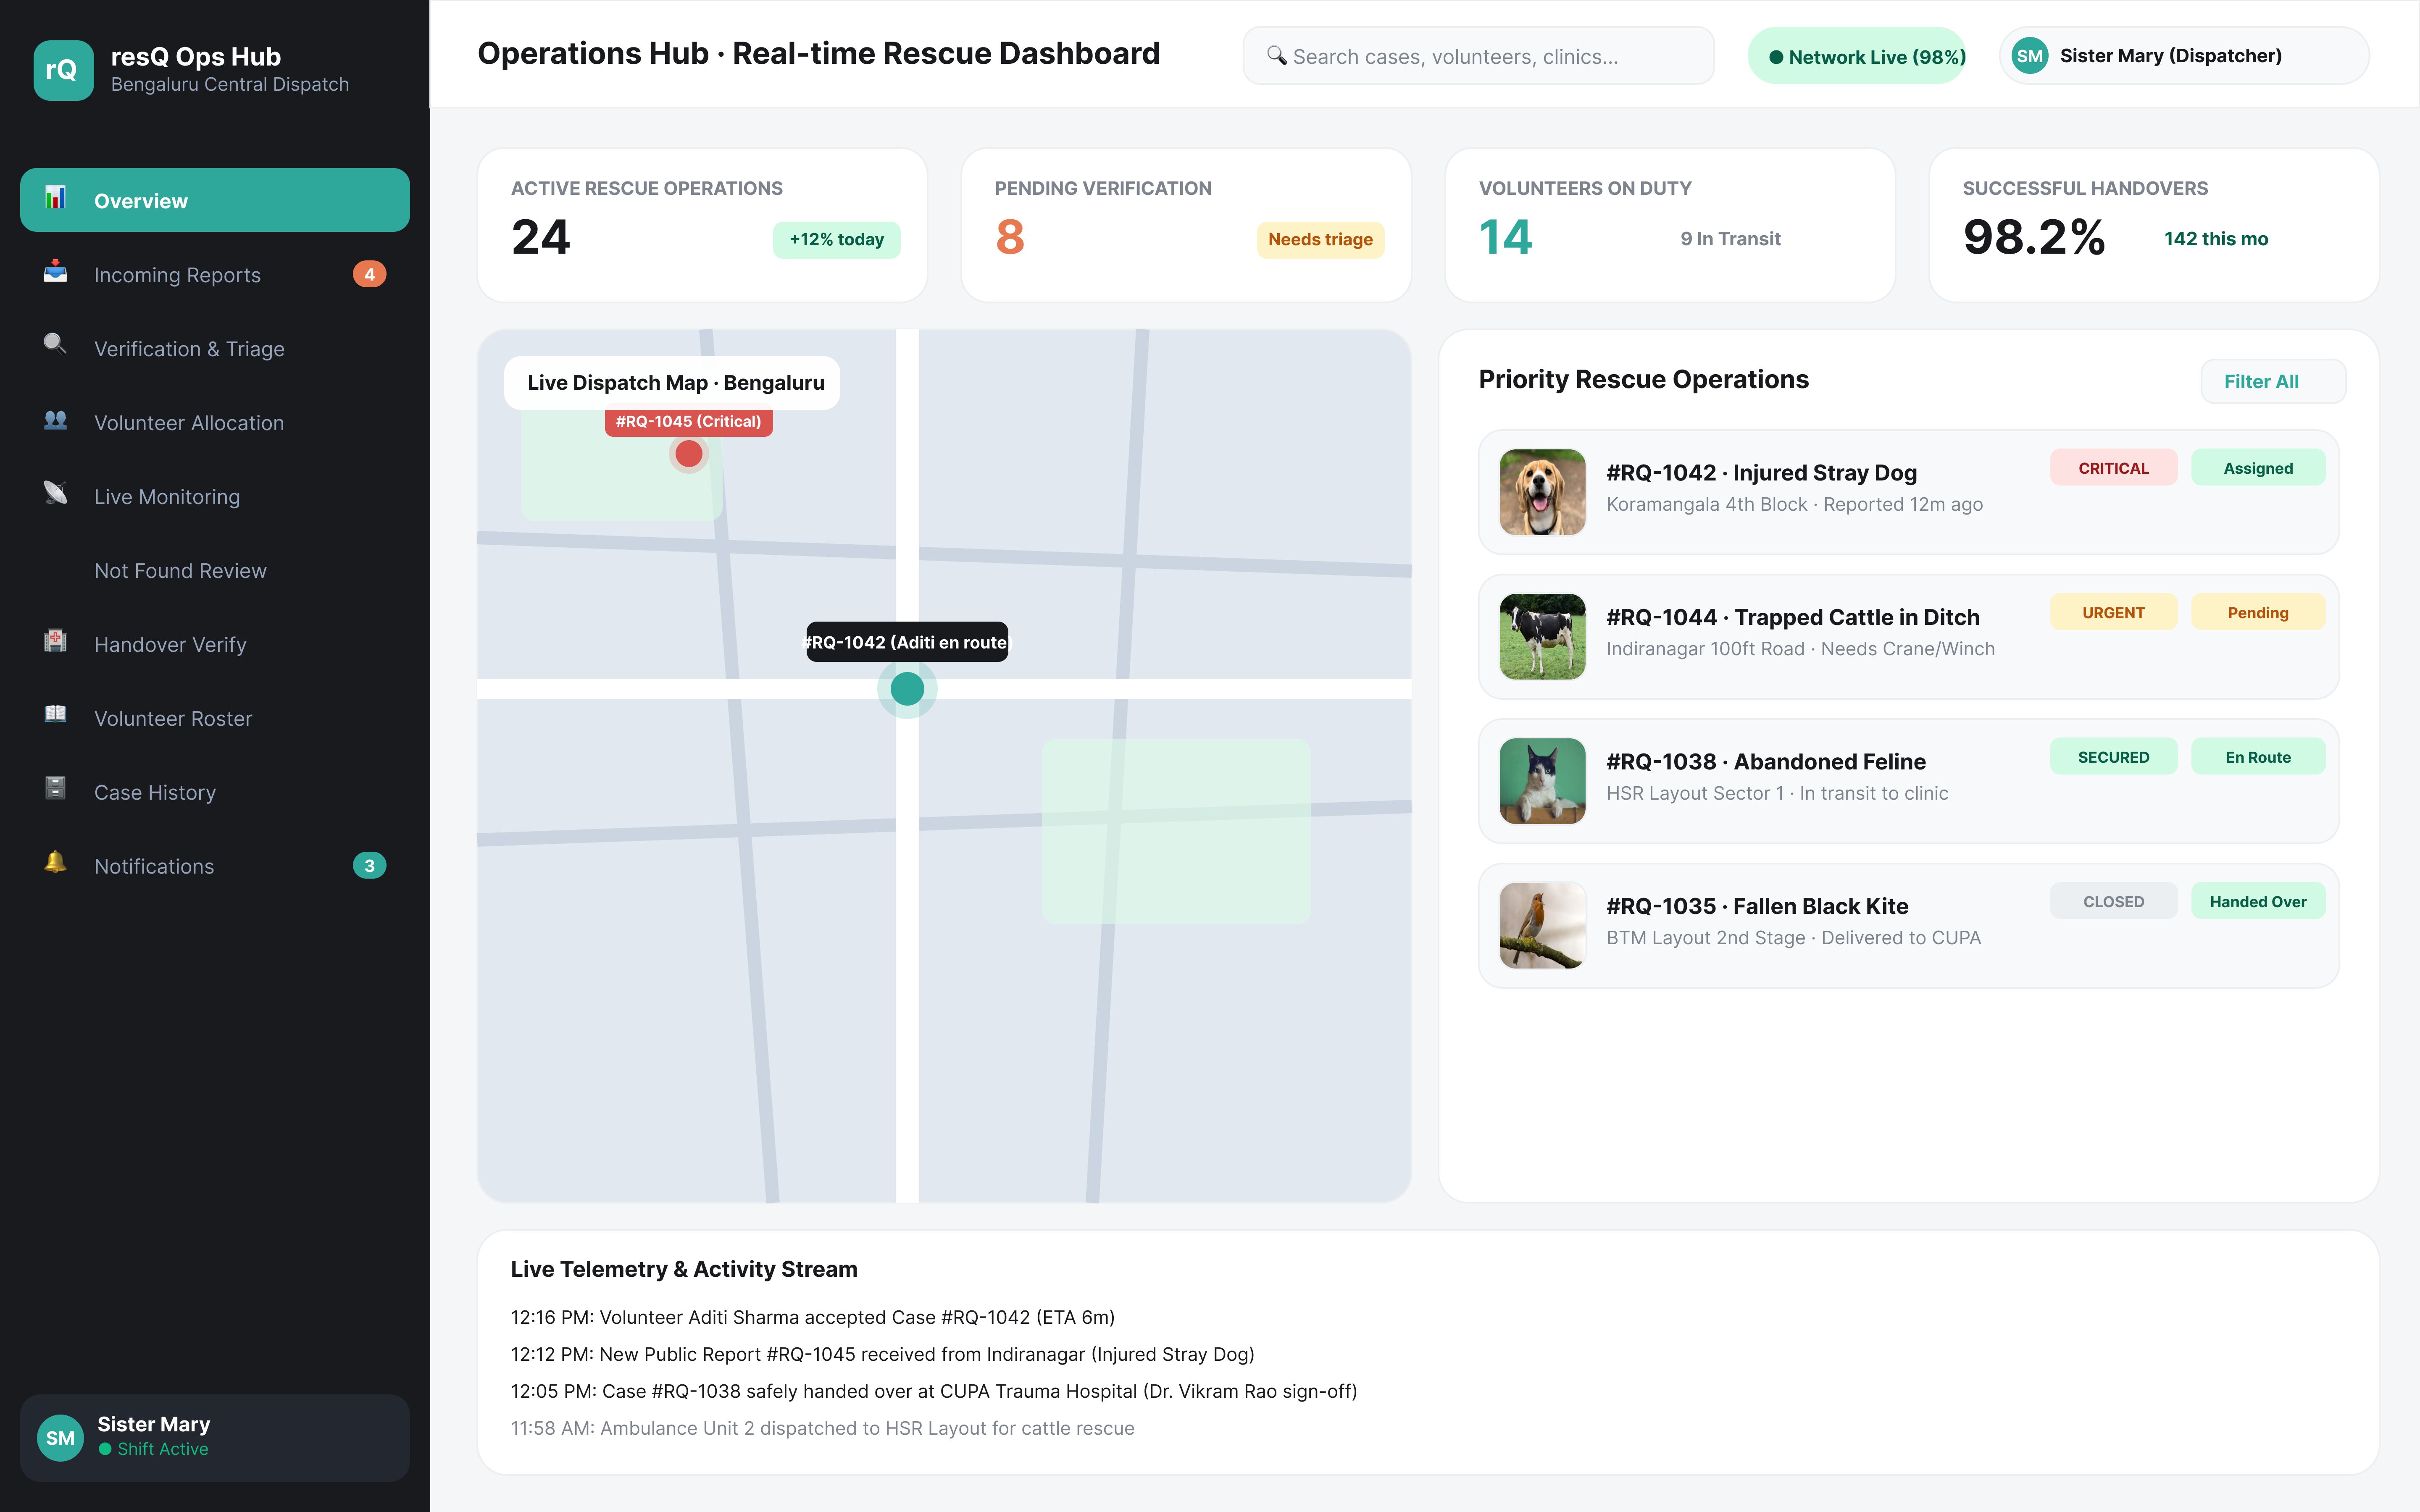 rQ
resQ Ops Hub
Bengaluru Central Dispatch
Overview
Incoming Reports 4
Verification & Triage
Volunteer Allocation
Live Monitoring
Not Found Review
Handover Verify
Volunteer Roster
Case History
Notifications 3
SM
Sister Mary
Shift Active
Operations Hub · Real-time Rescue Dashboard
Search cases, volunteers, clinics...
Network Live (98%)
SM Sister Mary (Dispatcher)
ACTIVE RESCUE OPERATIONS
24 +12% today
PENDING VERIFICATION
8 Needs triage
VOLUNTEERS ON DUTY
14 9 In Transit
SUCCESSFUL HANDOVERS
98.2% 142 this mo
Live Dispatch Map · Bengaluru
#RQ-1045 (Critical)
#RQ-1042 (Aditi en route)
Priority Rescue Operations
Filter All
#RQ-1042 · Injured Stray Dog
Koramangala 4th Block · Reported 12m ago
CRITICAL Assigned
#RQ-1044 · Trapped Cattle in Ditch
Indiranagar 100ft Road · Needs Crane/Winch
URGENT Pending
#RQ-1038 · Abandoned Feline
HSR Layout Sector 1 · In transit to clinic
SECURED En Route
#RQ-1035 · Fallen Black Kite
BTM Layout 2nd Stage · Delivered to CUPA
CLOSED Handed Over
Live Telemetry & Activity Stream
12:16 PM: Volunteer Aditi Sharma accepted Case #RQ-1042 (ETA 6m)
12:12 PM: New Public Report #RQ-1045 received from Indiranagar (Injured Stray Dog)
12:05 PM: Case #RQ-1038 safely handed over at CUPA Trauma Hospital (Dr. Vikram Rao sign-off)
11:58 AM: Ambulance Unit 2 dispatched to HSR Layout for cattle rescue